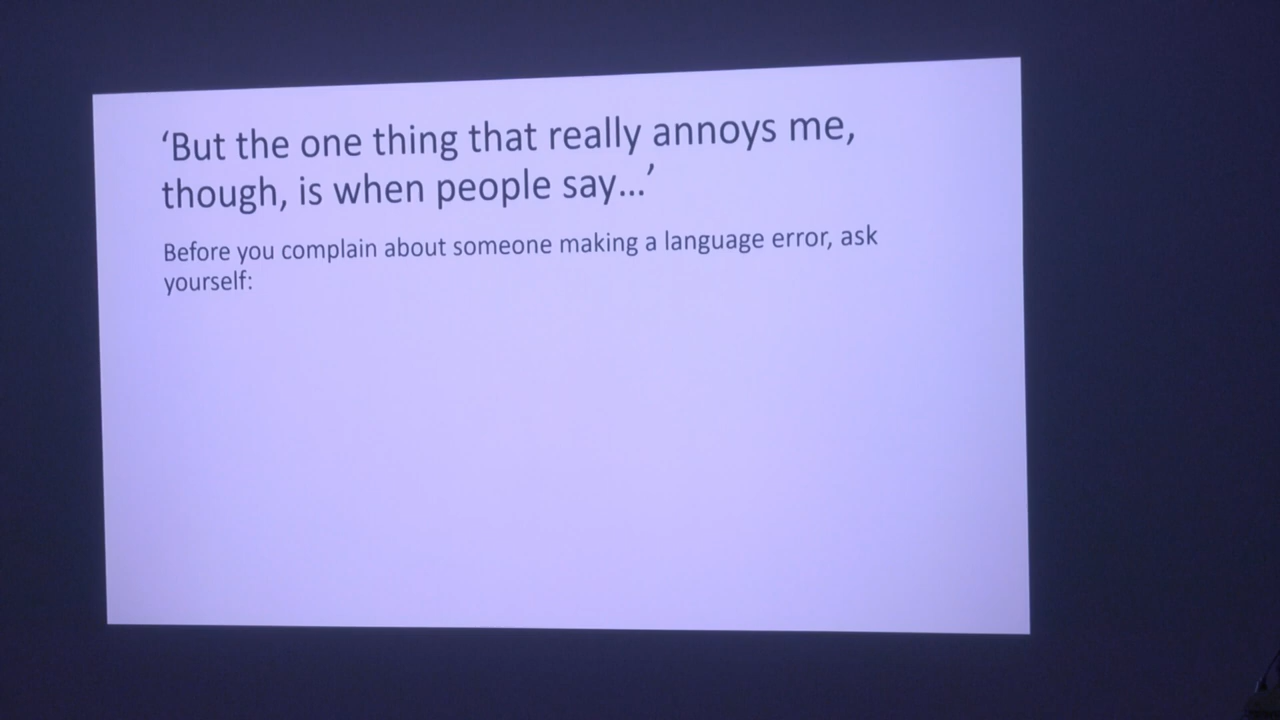 ‘But the one thing that really annoys me,
though, is when people say...’
Before you complain about someone making a language error, ask
yourself: